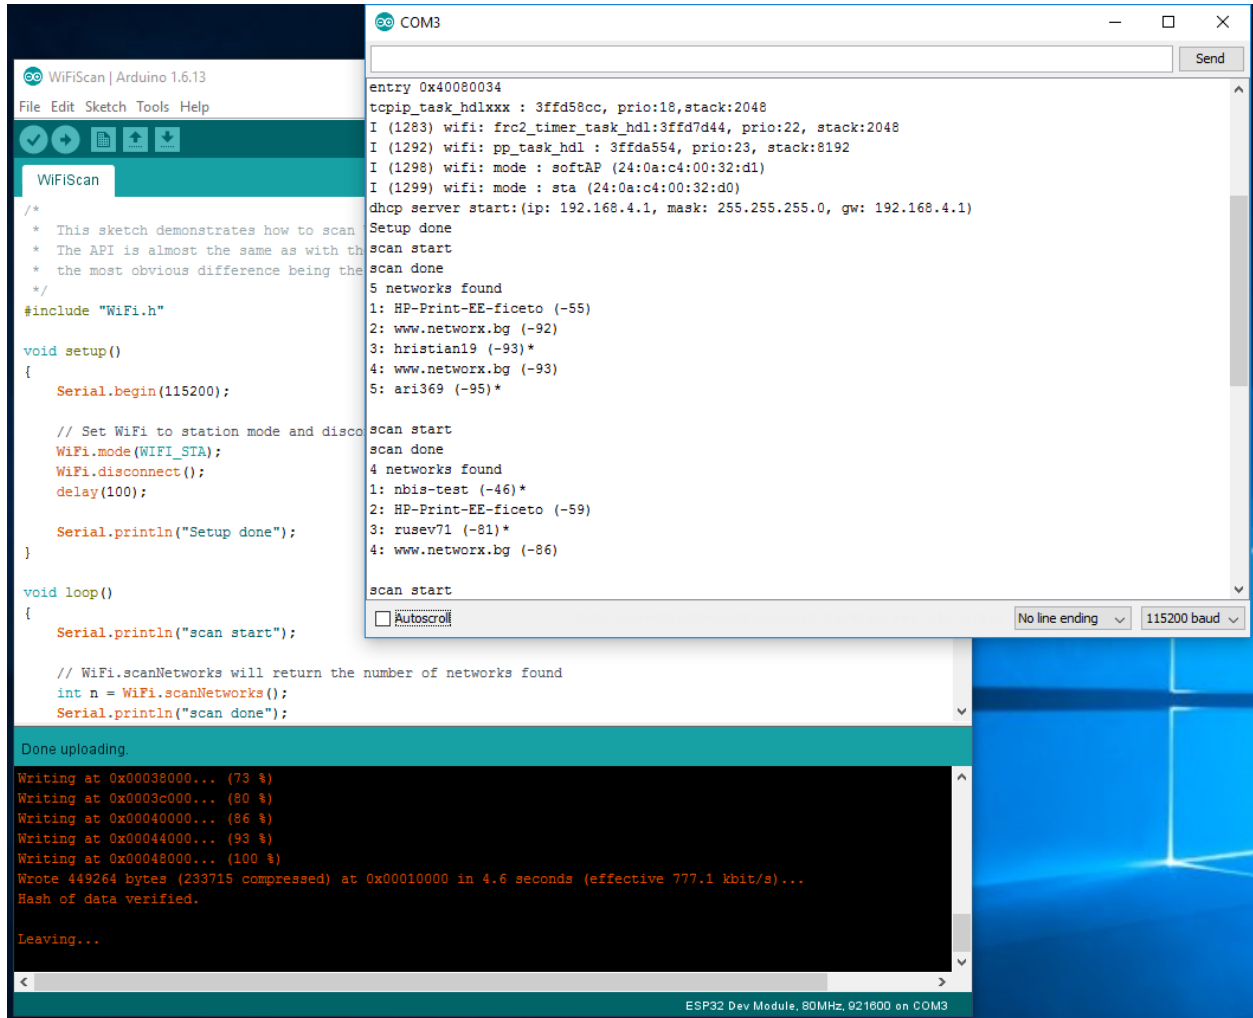 WiFiScan | Arduino 1.6.13
File Edit Sketch Tools Help
WiFiScan
/*
 *  This sketch demonstrates how to scan
 *  The API is almost the same as with th
 *  the most obvious difference being the
 */
#include "WiFi.h"
void setup()
{
    Serial.begin(115200);
    // Set WiFi to station mode and disco
    WiFi.mode(WIFI_STA);
    WiFi.disconnect();
    delay(100);
    Serial.println("Setup done");
}
void loop()
{
    Serial.println("scan start");
    // WiFi.scanNetworks will return the number of networks found
    int n = WiFi.scanNetworks();
    Serial.println("scan done");
Done uploading.
Writing at 0x00038000... (73 %)
Writing at 0x0003c000... (80 %)
Writing at 0x00040000... (86 %)
Writing at 0x00044000... (93 %)
Writing at 0x00048000... (100 %)
Wrote 449264 bytes (233715 compressed) at 0x00010000 in 4.6 seconds (effective 777.1 kbit/s)...
Hash of data verified.
Leaving...
ESP32 Dev Module, 80MHz, 921600 on COM3
COM3
Send
entry 0x40080034
tcpip_task_hdlxxx : 3ffd58cc, prio:18,stack:2048
I (1283) wifi: frc2_timer_task_hdl:3ffd7d44, prio:22, stack:2048
I (1292) wifi: pp_task_hdl : 3ffda554, prio:23, stack:8192
I (1298) wifi: mode : softAP (24:0a:c4:00:32:d1)
I (1299) wifi: mode : sta (24:0a:c4:00:32:d0)
dhcp server start:(ip: 192.168.4.1, mask: 255.255.255.0, gw: 192.168.4.1)
Setup done
scan start
scan done
5 networks found
1: HP-Print-EE-ficeto (-55)
2: www.networx.bg (-92)
3: hristian19 (-93)*
4: www.networx.bg (-93)
5: ari369 (-95)*
scan start
scan done
4 networks found
1: nbis-test (-46)*
2: HP-Print-EE-ficeto (-59)
3: rusev71 (-81)*
4: www.networx.bg (-86)
scan start
Autoscroll
No line ending
115200 baud